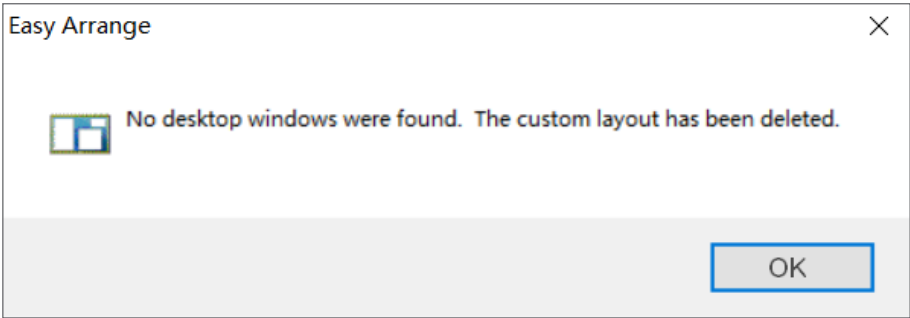 Easy Arrange
No desktop windows were found.  The custom layout has been deleted.
OK